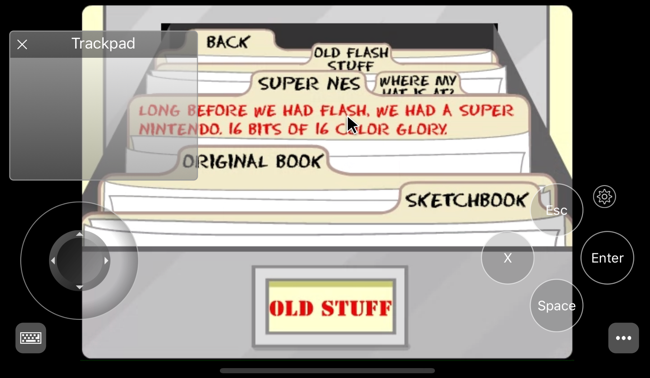 Trackpad
BACK
OLD FLASH
STUFF
SUPER NES
WHERE MY
HAT IS AT?
LONG BEFORE WE HAD FLASH, WE HAD A SUPER
NINTENDO. 16 BITS OF 16 COLOR GLORY.
ORIGINAL BOOK
SKETCHBOOK
Esc
X
Enter
Space
OLD STUFF